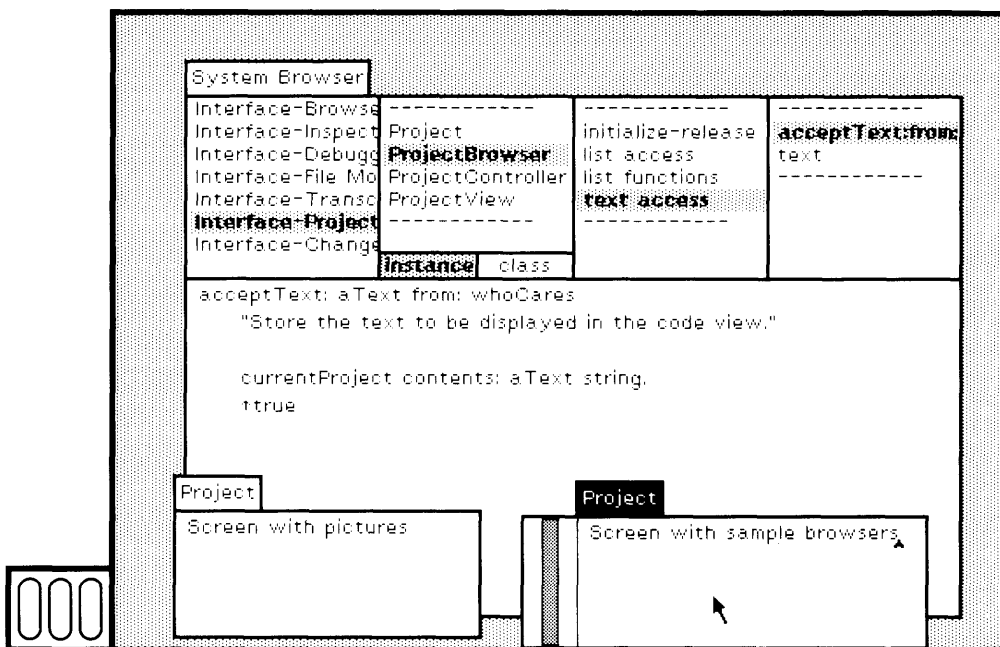 System Browser
Interface-Browse
Interface-Inspect
Interface-Debugg
Interface-File Mo
Interface-Transc
Interface-Project
Interface-Change
------------
Project
ProjectBrowser
ProjectController
ProjectView
------------
instance
class
------------
initialize-release
list access
list functions
text access
------------
------------
acceptText:from:
text
------------
acceptText: aText from: whoCares
"Store the text to be displayed in the code view."
currentProject contents: aText string.
↑true
Project
Screen with pictures
Project
Screen with sample browsers